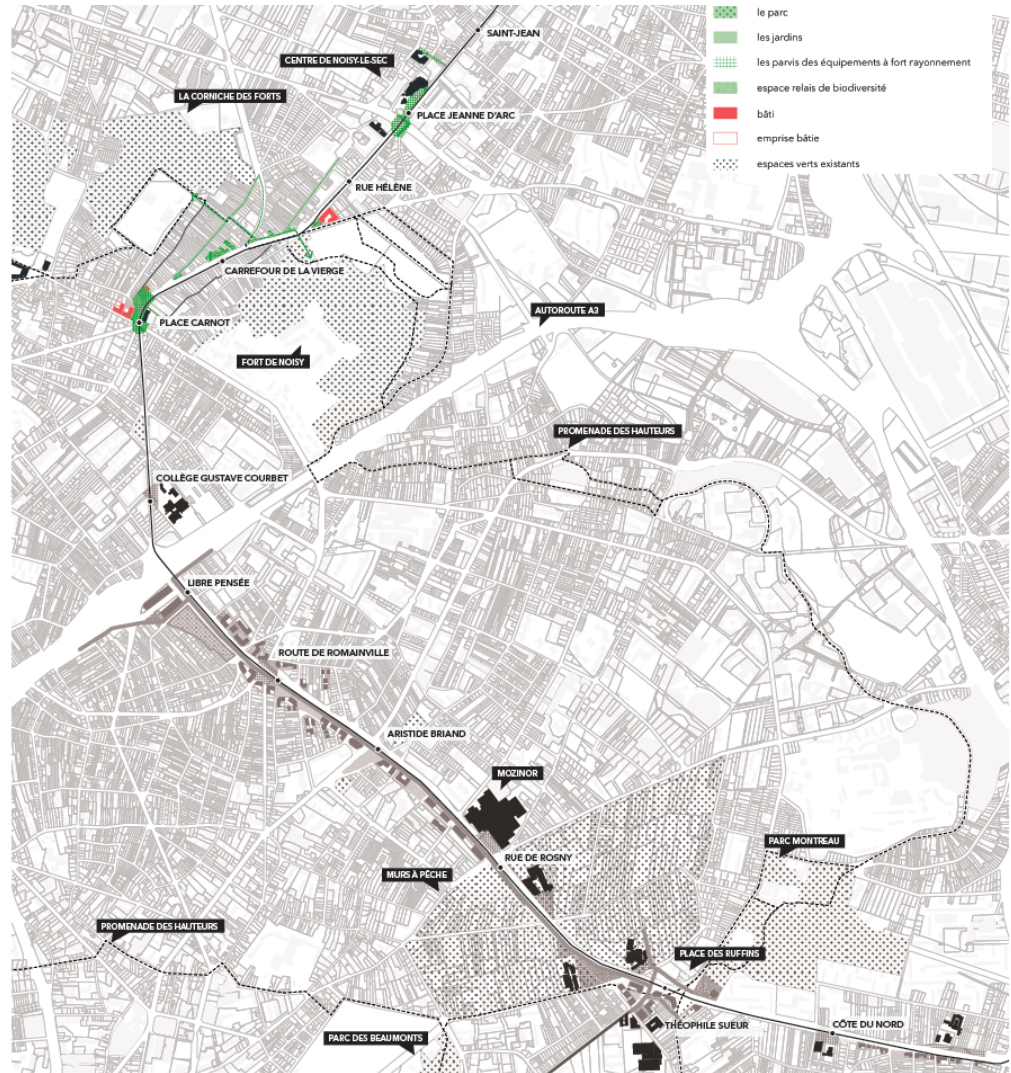 le parc
les jardins
les parvis des équipements à fort rayonnement
espace relais de biodiversité
bâti
emprise bâtie
espaces verts existants
SAINT-JEAN
CENTRE DE NOISY-LE-SEC
LA CORNICHE DES FORTS
PLACE JEANNE D'ARC
RUE HÉLÈNE
CARREFOUR DE LA VIERGE
AUTOROUTE A3
PLACE CARNOT
FORT DE NOISY
PROMENADE DES HAUTEURS
COLLÈGE GUSTAVE COURBET
LIBRE PENSÉE
ROUTE DE ROMAINVILLE
ARISTIDE BRIAND
MOZINOR
PARC MONTREAU
RUE DE ROSNY
MURS À PÊCHE
PROMENADE DES HAUTEURS
PLACE DES RUFFINS
THÉOPHILE SUEUR
CÔTE DU NORD
PARC DES BEAUMONTS